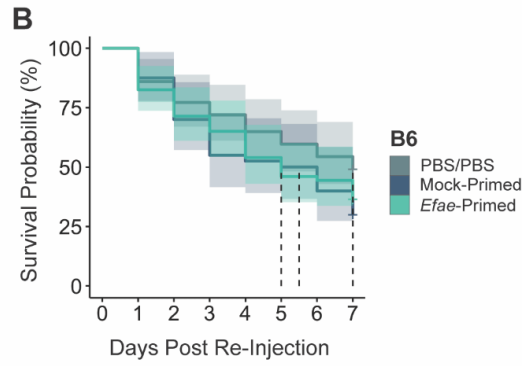 B
Survival Probability (%)
100
75
50
25
0
0 1 2 3 4 5 6 7
Days Post Re-Injection
B6
PBS/PBS
Mock-Primed
Efae-Primed